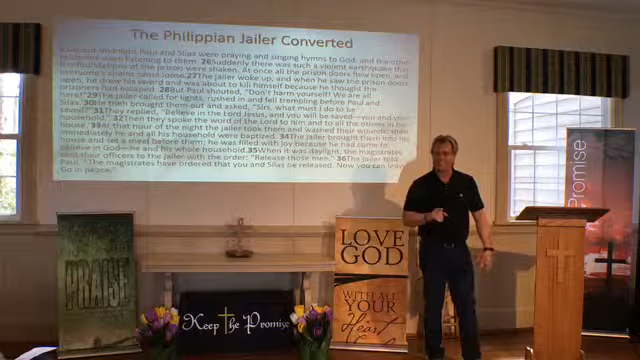 The Philippian Jailer Converted
25About midnight Paul and Silas were praying and singing hymns to God, and the other
prisoners were listening to them. 26Suddenly there was such a violent earthquake that
the foundations of the prison were shaken. At once all the prison doors flew open, and
everyone's chains came loose. 27The jailer woke up, and when he saw the prison doors
open, he drew his sword and was about to kill himself because he thought the
prisoners had escaped. 28But Paul shouted, "Don't harm yourself! We are all
here!" 29The jailer called for lights, rushed in and fell trembling before Paul and
Silas. 30He then brought them out and asked, "Sirs, what must I do to be
saved?" 31They replied, "Believe in the Lord Jesus, and you will be saved—you and your
household." 32Then they spoke the word of the Lord to him and to all the others in his
house. 33At that hour of the night the jailer took them and washed their wounds; then
immediately he and all his household were baptized. 34The jailer brought them into his
house and set a meal before them; he was filled with joy because he had come to
believe in God—he and his whole household. 35When it was daylight, the magistrates
sent their officers to the jailer with the order: "Release those men." 36The jailer told
Paul, "The magistrates have ordered that you and Silas be released. Now you can leave.
Go in peace."
PRAISE
Keep the Promise
LOVE
GOD
WITH ALL
YOUR
Heart
Promise